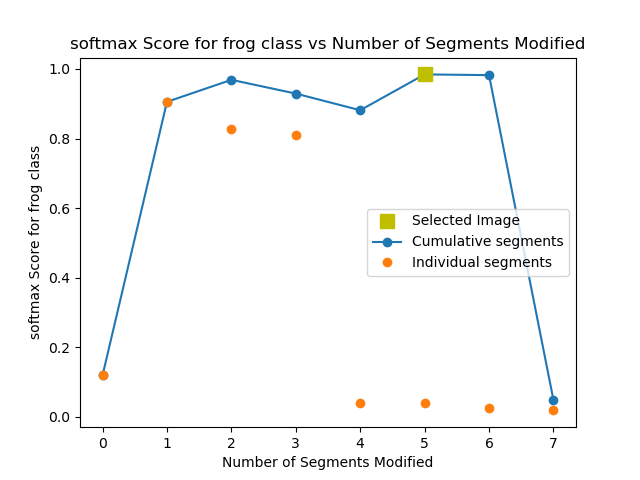 softmax Score for frog class vs Number of Segments Modified
softmax Score for frog class
1.0
0.8
0.6
0.4
0.2
0.0
Selected Image
Cumulative segments
Individual segments
0 1 2 3 4 5 6 7
Number of Segments Modified